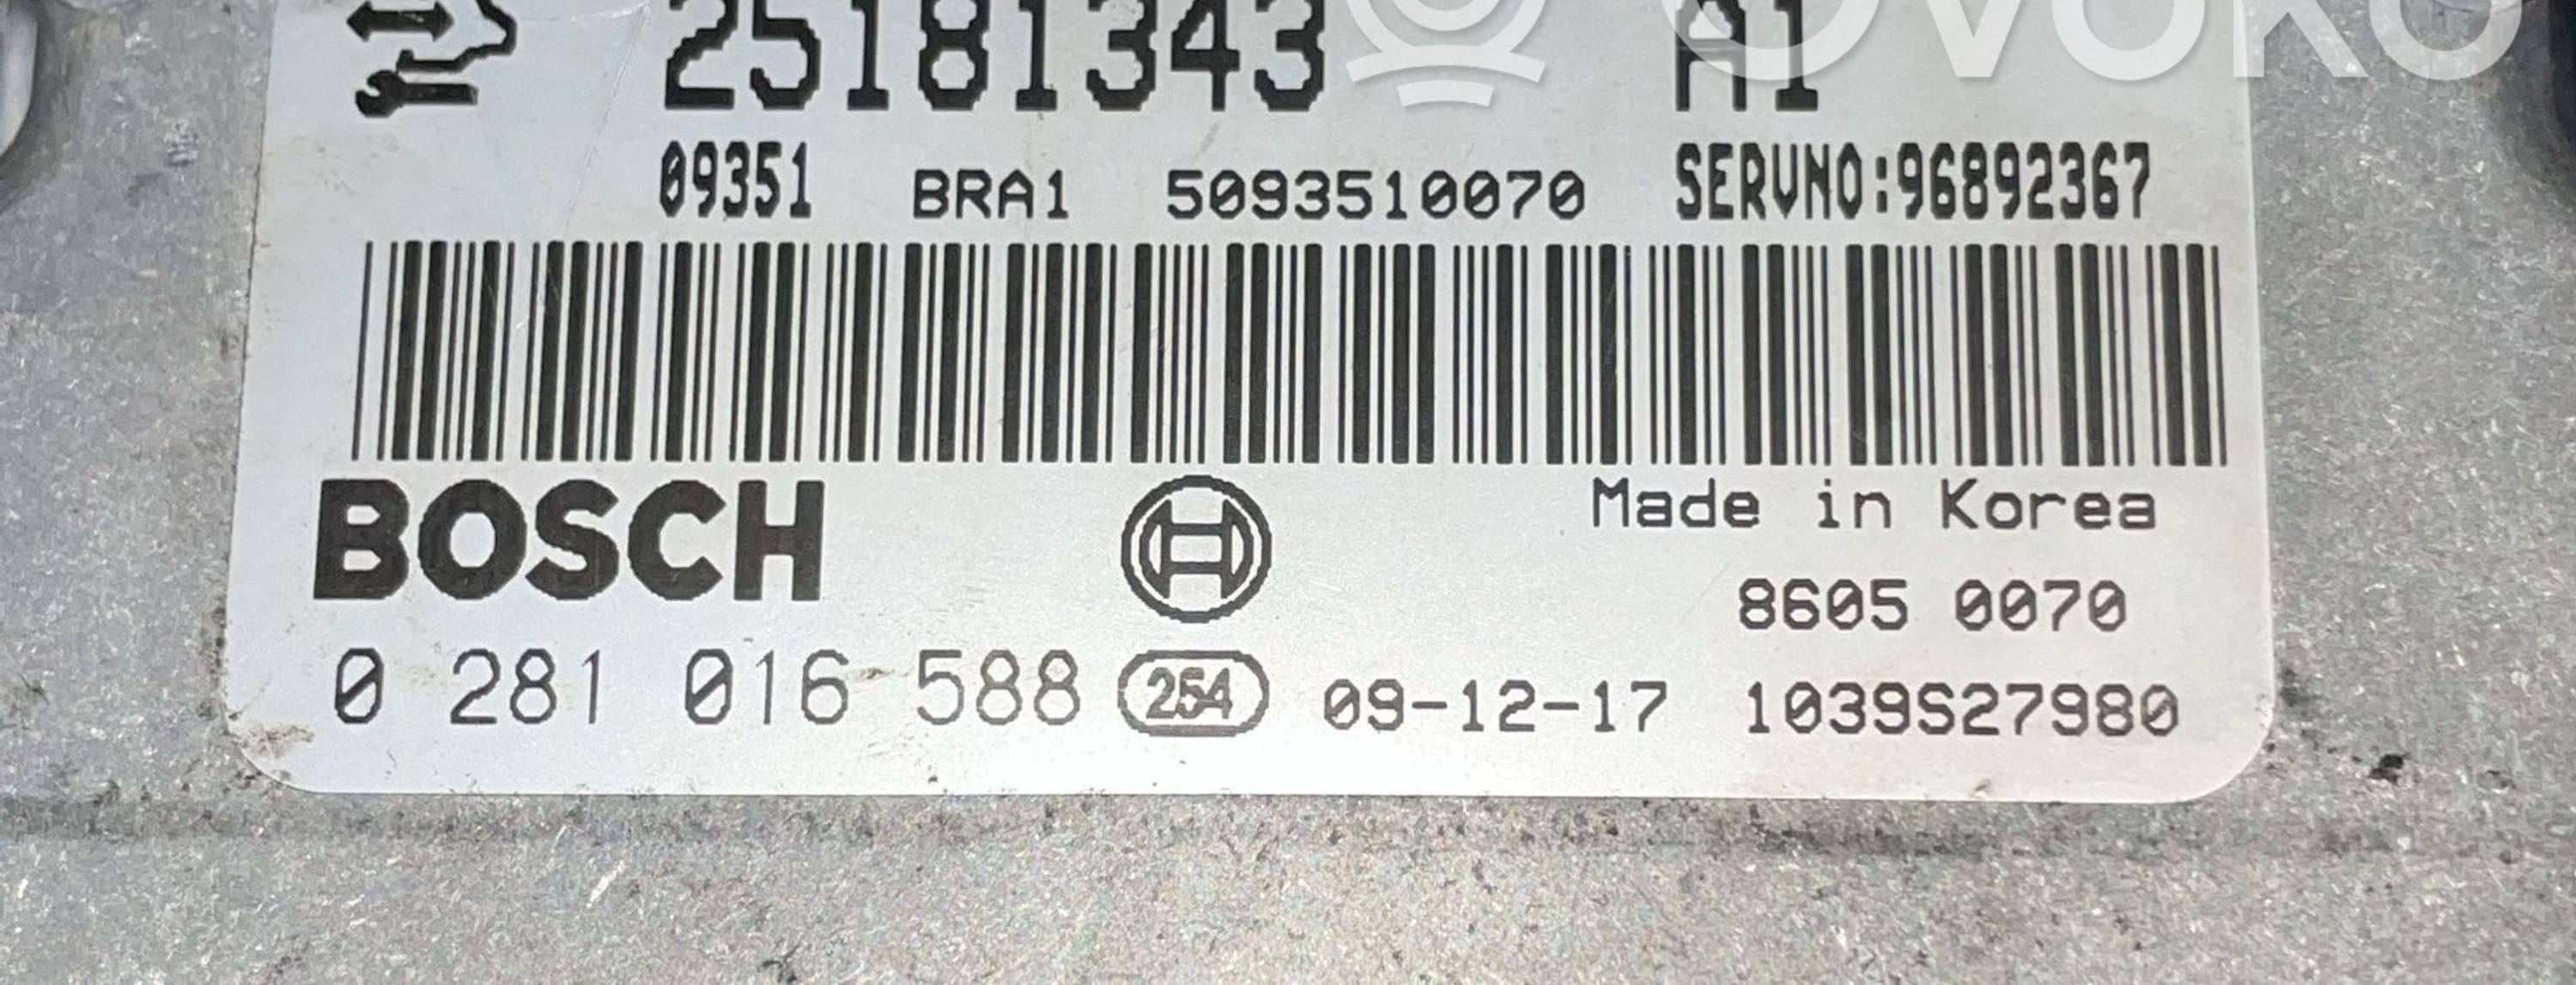 25181343 A1
OVOKO
09351 BRA1 5093510070 SERVNO:96892367
BOSCH
Made in Korea
8605 0070
0 281 016 588 254 09-12-17 1039S27980